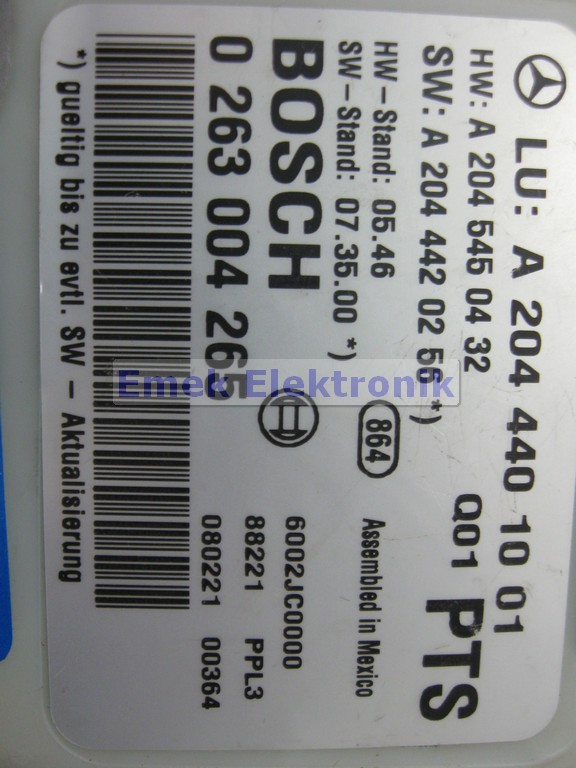 LU: A 204 440 10 01
HW: A 204 545 04 32 Q01
SW: A 204 442 02 56 *) PTS
HW-Stand: 05.46 864 Assembled in Mexico
SW-Stand: 07.35.00 *)
BOSCH 6002JC0000
0 263 004 265 88221 PPL3
080221 00364
*) gueltig bis zu evtl. SW - Aktualisierung
Emek Elektronik